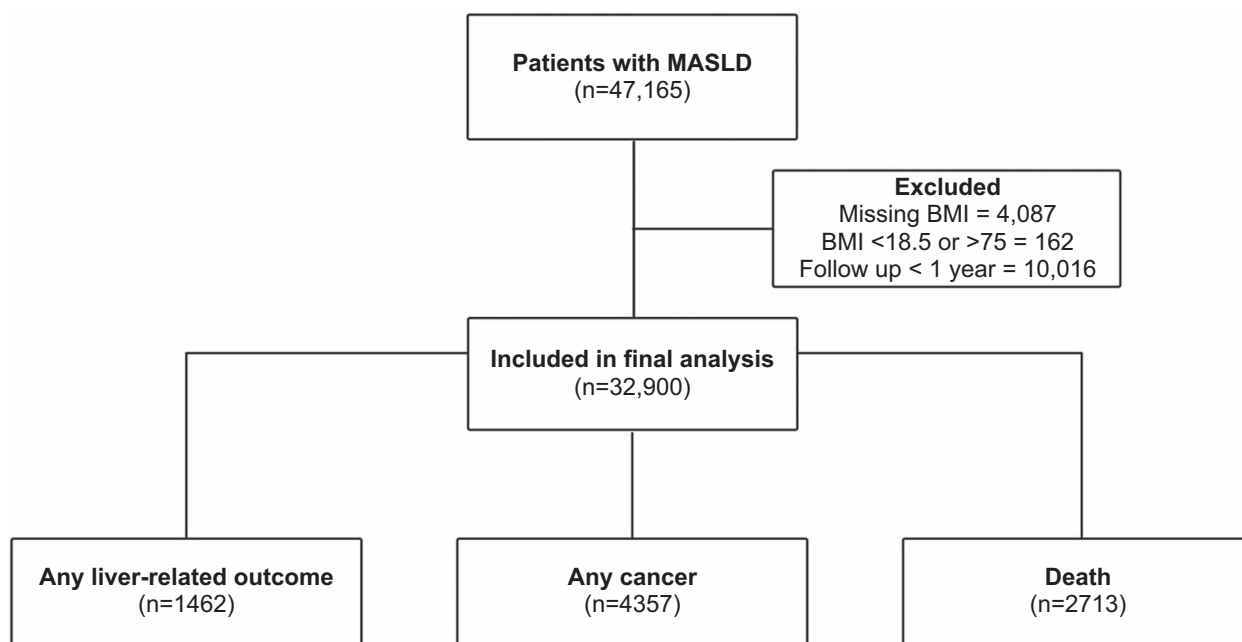 Patients with MASLD
(n=47,165)
Excluded
Missing BMI = 4,087
BMI <18.5 or >75 = 162
Follow up < 1 year = 10,016
Included in final analysis
(n=32,900)
Any liver-related outcome
(n=1462)
Any cancer
(n=4357)
Death
(n=2713)